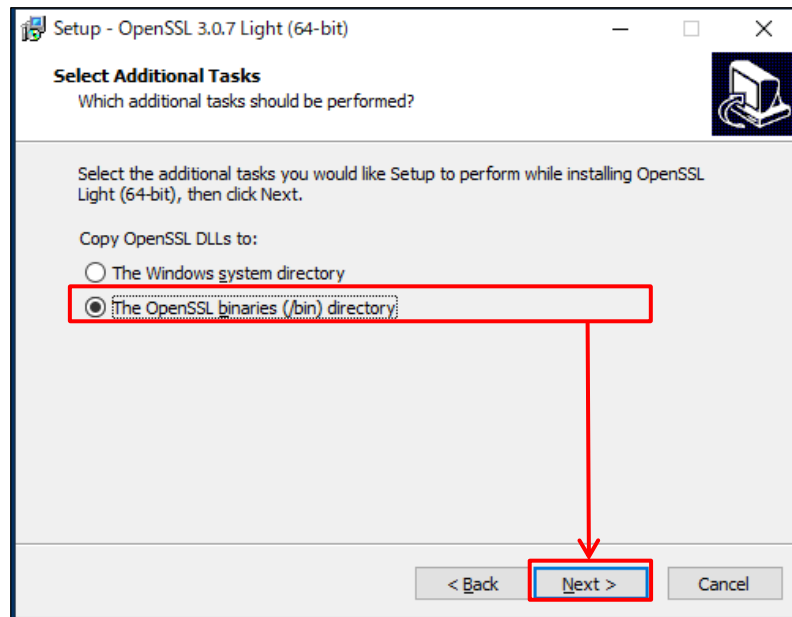 Setup - OpenSSL 3.0.7 Light (64-bit)
Select Additional Tasks
Which additional tasks should be performed?
Select the additional tasks you would like Setup to perform while installing OpenSSL
Light (64-bit), then click Next.
Copy OpenSSL DLLs to:
The Windows system directory
The OpenSSL binaries (/bin) directory
< Back Next > Cancel